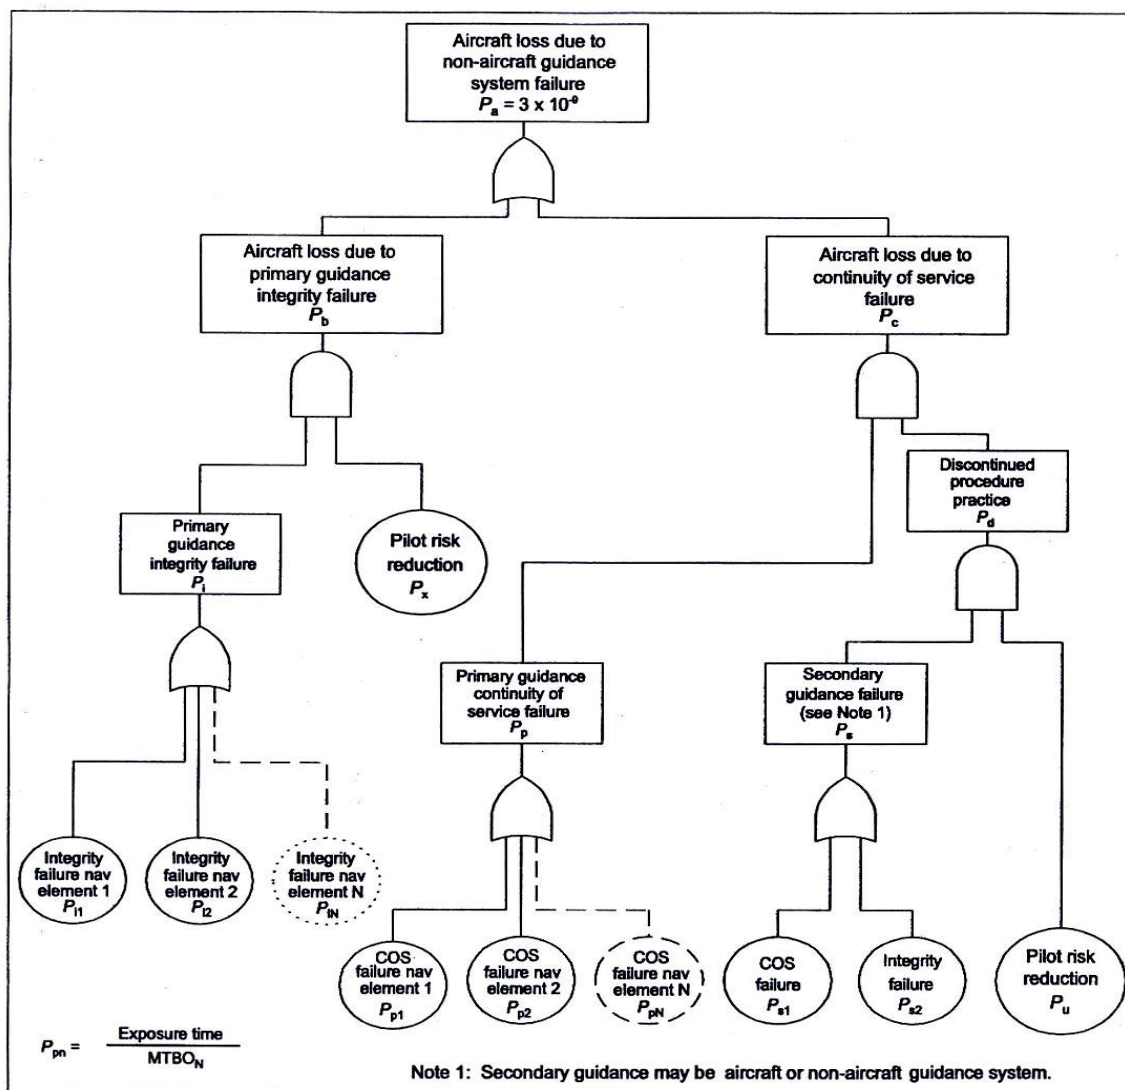 Aircraft loss due to
non-aircraft guidance
system failure
Pa = 3 x 10⁻⁹
Aircraft loss due to
primary guidance
integrity failure
Pb
Aircraft loss due to
continuity of service
failure
Pc
Discontinued
procedure
practice
Pd
Primary
guidance
integrity failure
Pi
Pilot risk
reduction
Px
Primary guidance
continuity of
service failure
Pp
Secondary
guidance failure
(see Note 1)
Ps
Integrity
failure nav
element 1
Pi1
Integrity
failure nav
element 2
Pi2
Integrity
failure nav
element N
PiN
COS
failure nav
element 1
Pp1
COS
failure nav
element 2
Pp2
COS
failure nav
element N
PpN
COS
failure
Ps1
Integrity
failure
Ps2
Pilot risk
reduction
Pu
Ppn = Exposure time
MTBON
Note 1: Secondary guidance may be aircraft or non-aircraft guidance system.